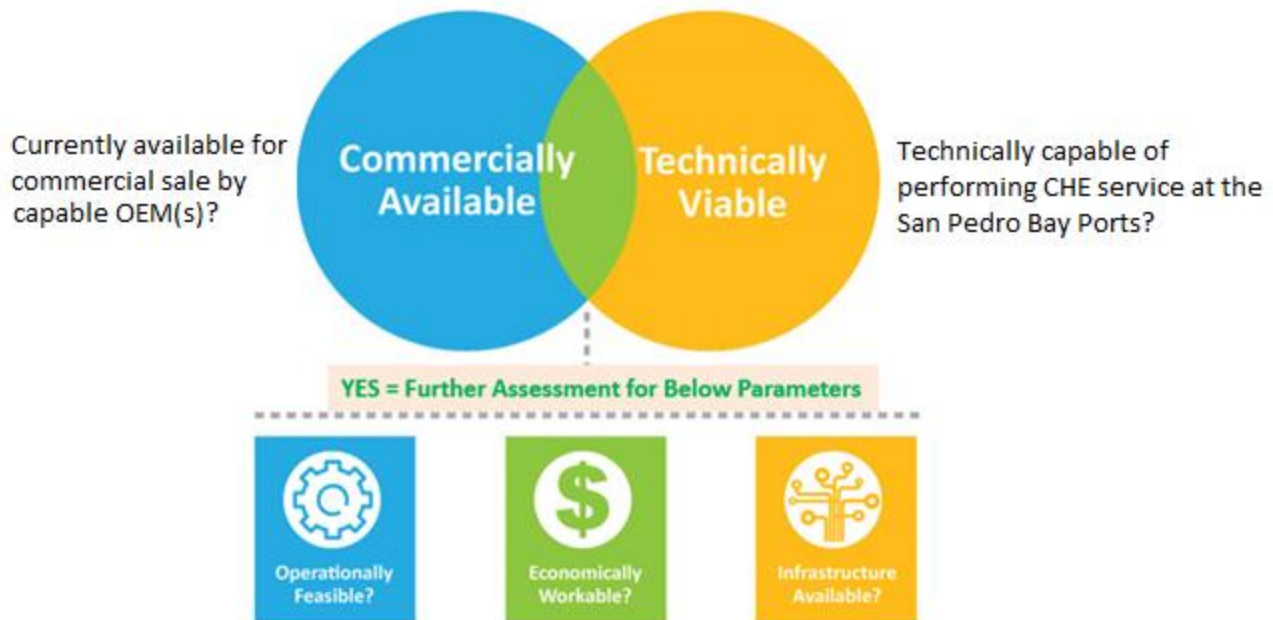 Currently available for
commercial sale by
capable OEM(s)?
Commercially
Available
Technically
Viable
Technically capable of
performing CHE service at the
San Pedro Bay Ports?
YES = Further Assessment for Below Parameters
$
Operationally
Feasible?
Economically
Workable?
Infrastructure
Available?